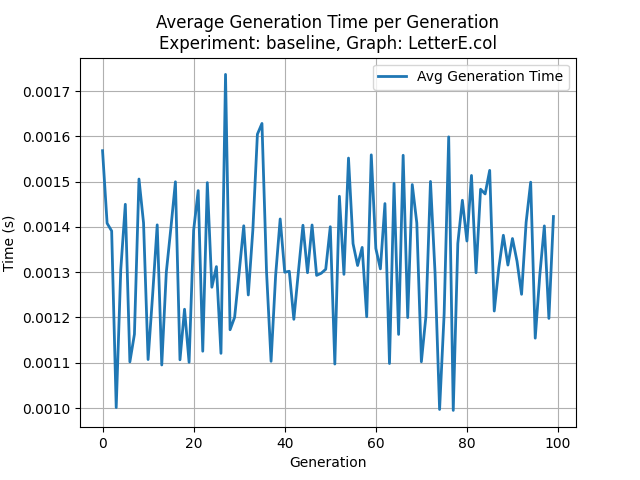 Average Generation Time per Generation
Experiment: baseline, Graph: LetterE.col
Avg Generation Time
Time (s)
0.0017
0.0016
0.0015
0.0014
0.0013
0.0012
0.0011
0.0010
0 20 40 60 80 100
Generation